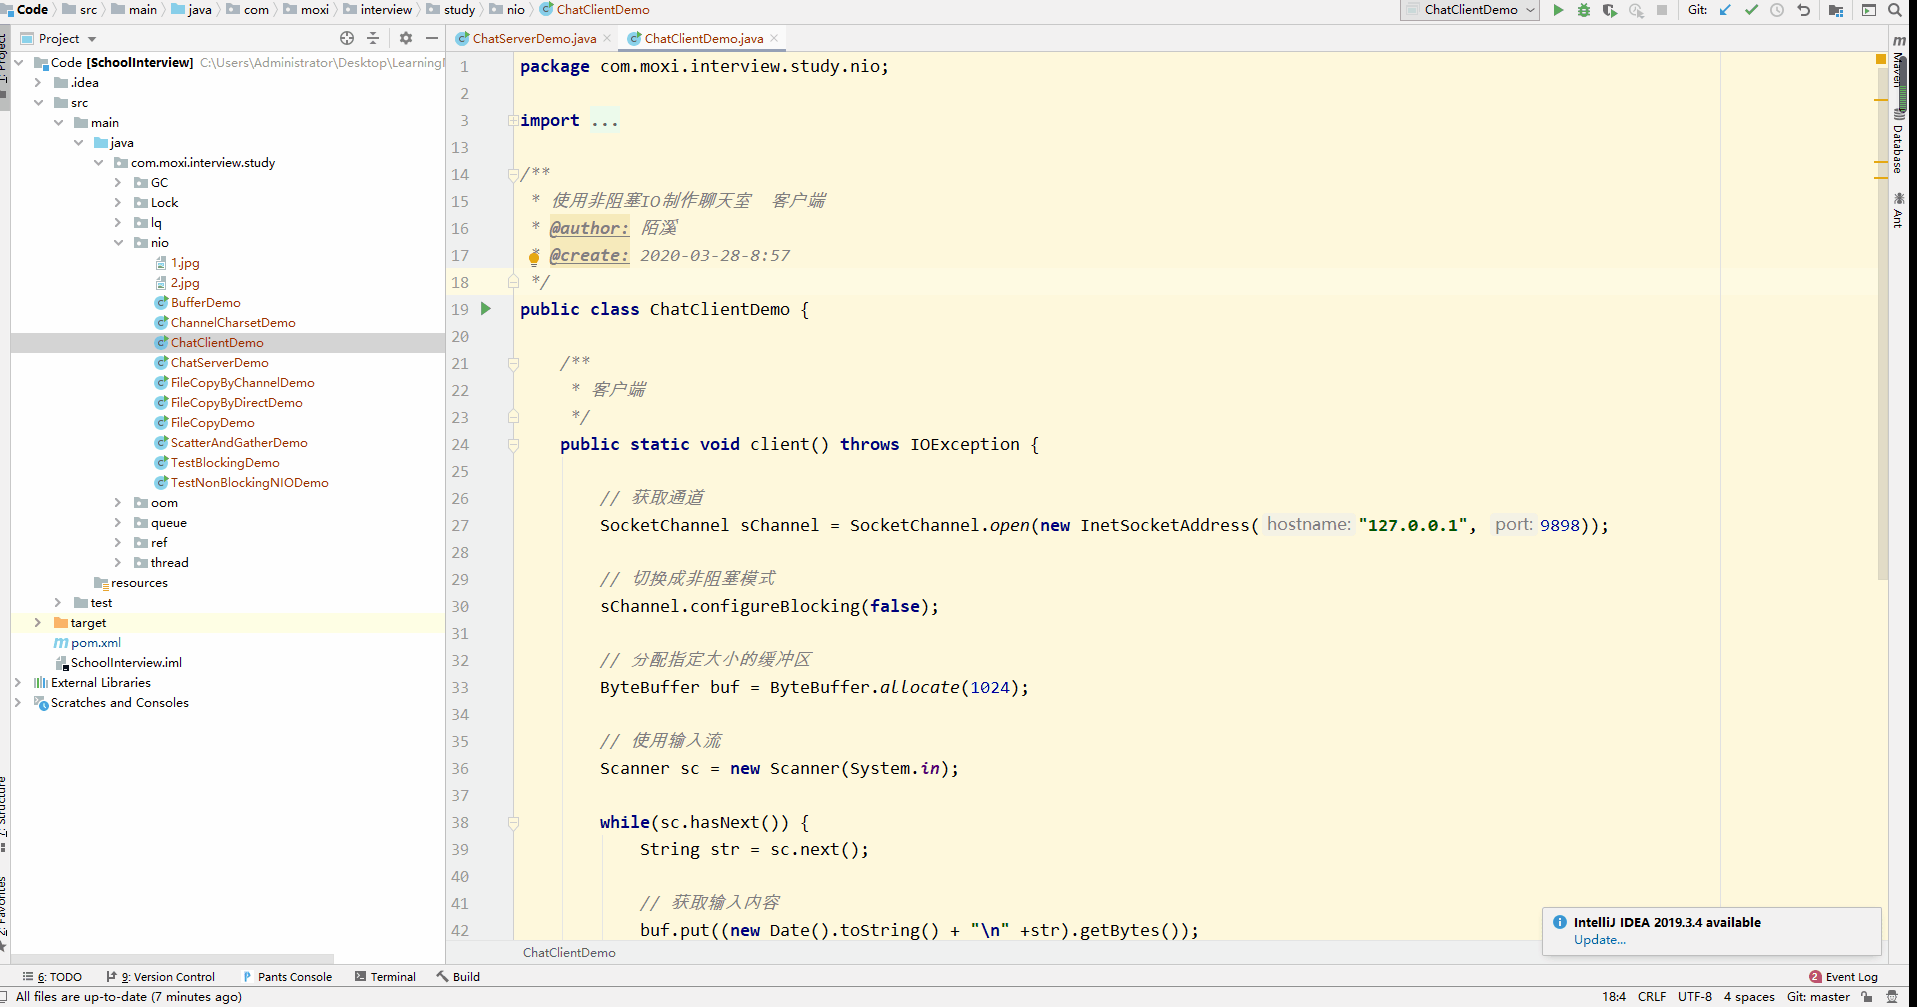 Code src main java com moxi interview study nio ChatClientDemo
ChatClientDemo Git:
Project
ChatServerDemo.java ChatClientDemo.java
Code [SchoolInterview] C:\Users\Administrator\Desktop\Learning
.idea
src
main
java
com.moxi.interview.study
GC
Lock
lq
nio
1.jpg
2.jpg
BufferDemo
ChannelCharsetDemo
ChatClientDemo
ChatServerDemo
FileCopyByChannelDemo
FileCopyByDirectDemo
FileCopyDemo
ScatterAndGatherDemo
TestBlockingDemo
TestNonBlockingNIODemo
oom
queue
ref
thread
resources
test
target
pom.xml
SchoolInterview.iml
External Libraries
Scratches and Consoles
1 package com.moxi.interview.study.nio;
2
3 import ...
13
14 /**
15 * 使用非阻塞IO制作聊天室 客户端
16 * @author: 陌溪
17 * @create: 2020-03-28-8:57
18 */
19 public class ChatClientDemo {
20
21 /**
22 * 客户端
23 */
24 public static void client() throws IOException {
25
26 // 获取通道
27 SocketChannel sChannel = SocketChannel.open(new InetSocketAddress( hostname: "127.0.0.1", port: 9898));
28
29 // 切换成非阻塞模式
30 sChannel.configureBlocking(false);
31
32 // 分配指定大小的缓冲区
33 ByteBuffer buf = ByteBuffer.allocate(1024);
34
35 // 使用输入流
36 Scanner sc = new Scanner(System.in);
37
38 while(sc.hasNext()) {
39 String str = sc.next();
40
41 // 获取输入内容
42 buf.put((new Date().toString() + "\n" +str).getBytes());
ChatClientDemo
Maven
Database
Ant
1: Project
7: Structure
2: Favorites
IntelliJ IDEA 2019.3.4 available
Update...
6: TODO 9: Version Control Pants Console Terminal Build 2 Event Log
All files are up-to-date (7 minutes ago) 18:4 CRLF UTF-8 4 spaces Git: master